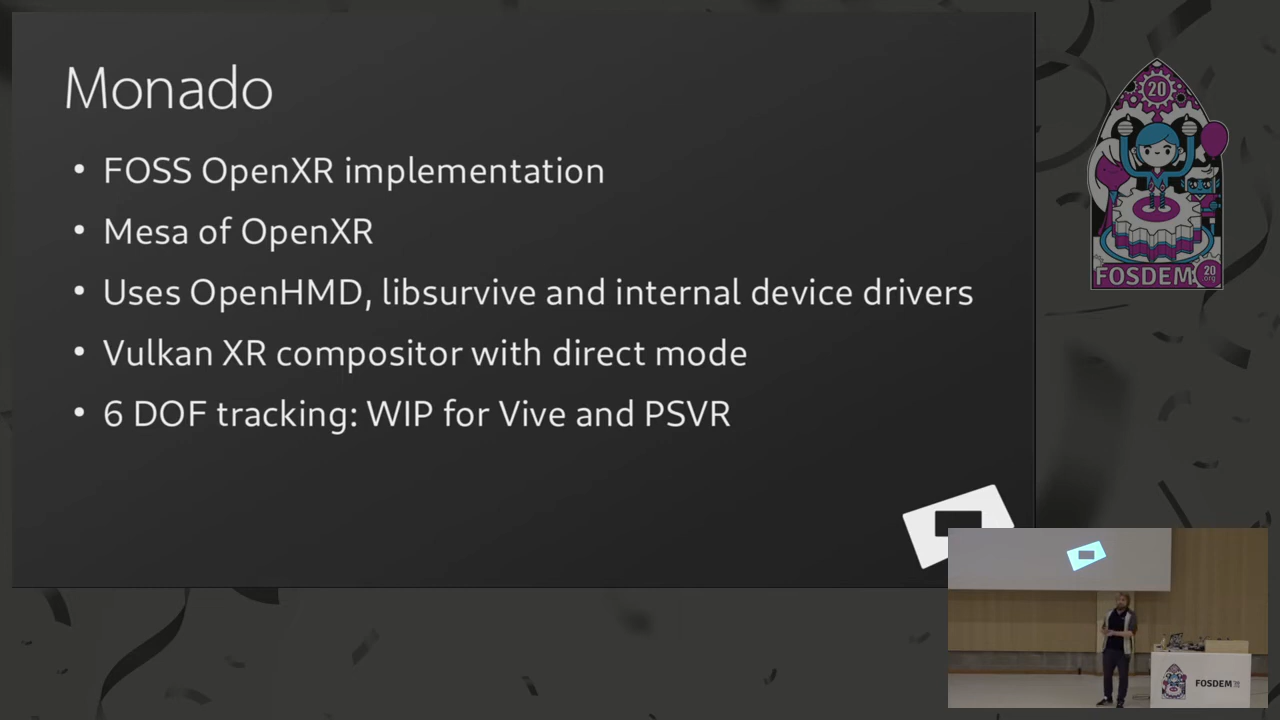 Monado
• FOSS OpenXR implementation
• Mesa of OpenXR
• Uses OpenHMD, libsurvive and internal device drivers
• Vulkan XR compositor with direct mode
• 6 DOF tracking: WIP for Vive and PSVR
20
FOSDEM
20
.org
FOSDEM